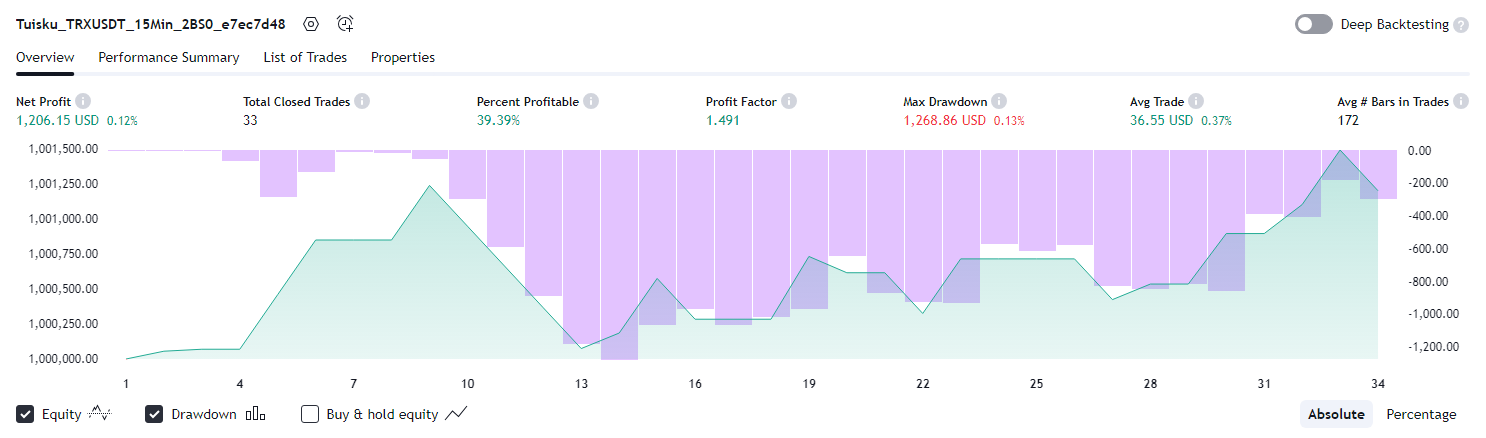 Tuisku_TRXUSDT_15Min_2BS0_e7ec7d48 Deep Backtesting ?
Overview Performance Summary List of Trades Properties
Net Profit Total Closed Trades Percent Profitable Profit Factor Max Drawdown Avg Trade Avg # Bars in Trades
1,206.15 USD 0.12% 33 39.39% 1.491 1,268.86 USD 0.13% 36.55 USD 0.37% 172
1,001,500.00 0.00
1,001,250.00 -200.00
1,001,000.00 -400.00
1,000,750.00 -600.00
1,000,500.00 -800.00
1,000,250.00 -1,000.00
1,000,000.00 -1,200.00
1 4 7 10 13 16 19 22 25 28 31 34
Equity Drawdown Buy & hold equity Absolute Percentage